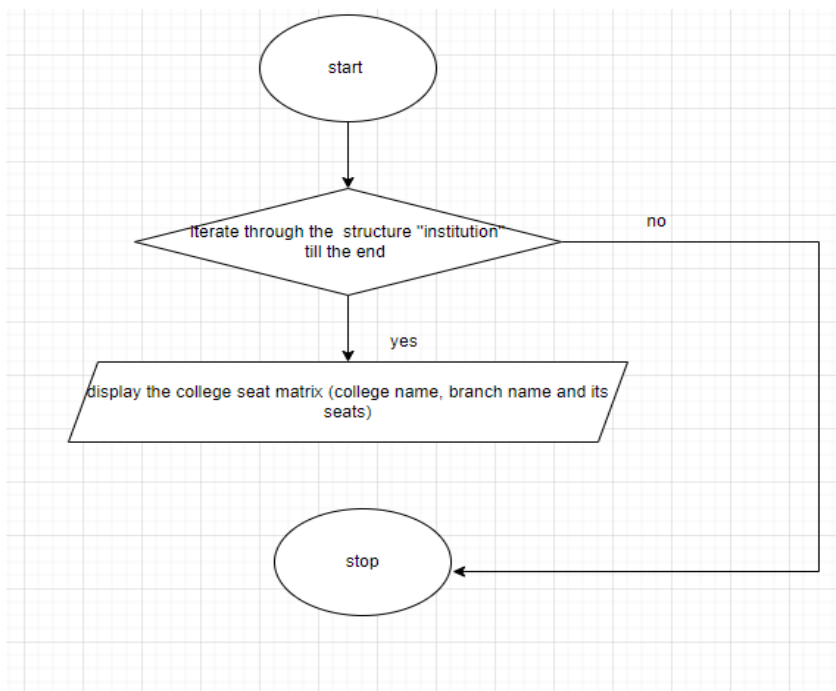 start
iterate through the structure "institution"
till the end
no
yes
display the college seat matrix (college name, branch name and its
seats)
stop